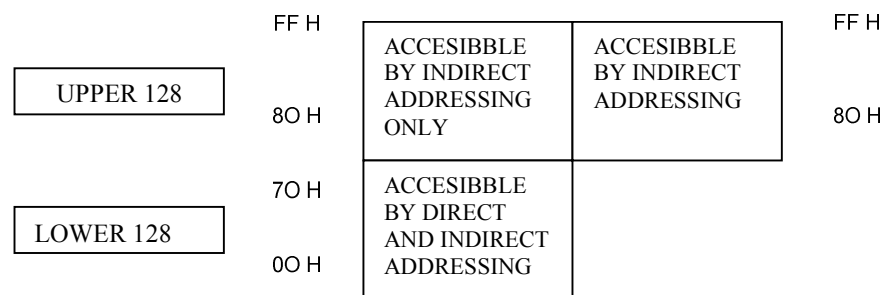 FF H
ACCESIBBLE
BY INDIRECT
ADDRESSING
ONLY
ACCESIBBLE
BY INDIRECT
ADDRESSING
FF H
UPPER 128
8O H
8O H
7O H
ACCESIBBLE
BY DIRECT
AND INDIRECT
ADDRESSING
LOWER 128
0O H